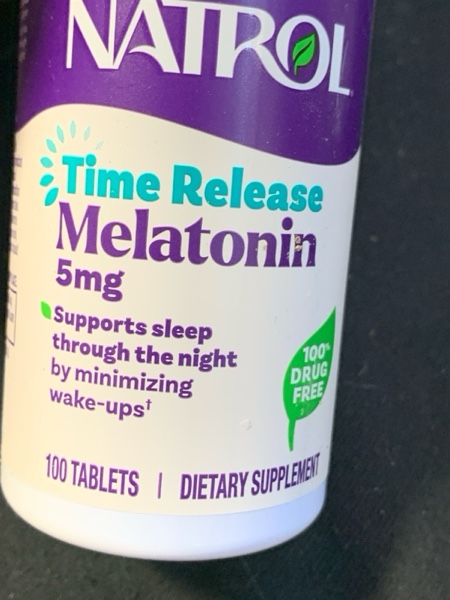 NATROL
Time Release
Melatonin
5mg
Supports sleep
through the night
by minimizing
wake-ups†
100%
DRUG
FREE
100 TABLETS | DIETARY SUPPLEMENT